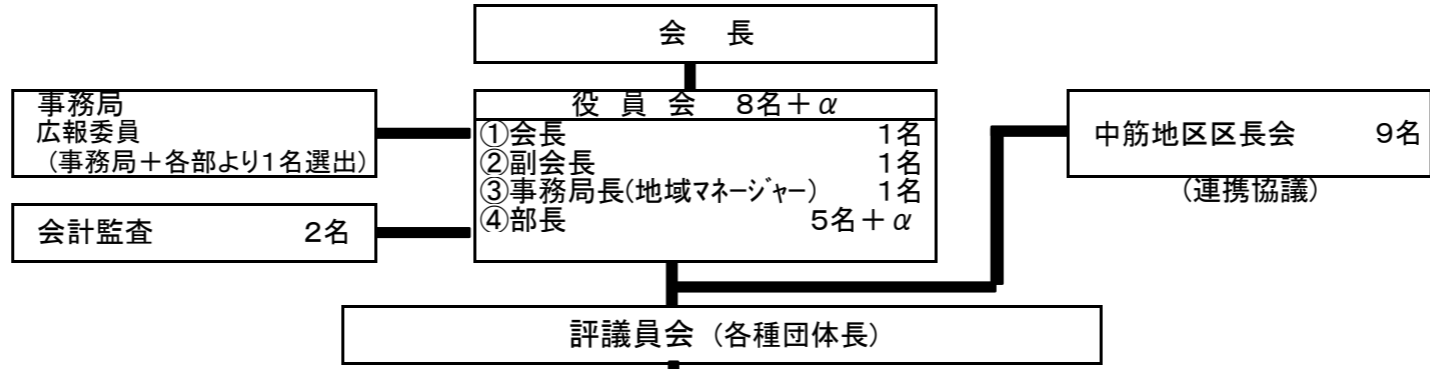 会 長
事務局
広報委員
（事務局＋各部より１名選出）
会計監査 ２名
役 員 会 ８名＋α
①会長 １名
②副会長 １名
③事務局長(地域マネージャー) １名
④部長 ５名＋α
中筋地区区長会 ９名
（連携協議）
評議員会（各種団体長）